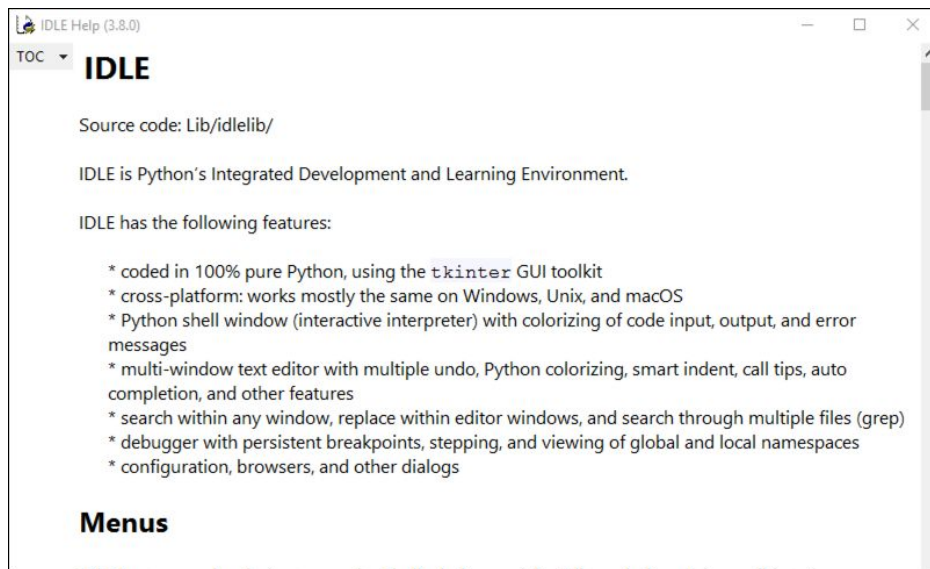 IDLE Help (3.8.0)
TOC
IDLE
Source code: Lib/idlelib/
IDLE is Python's Integrated Development and Learning Environment.
IDLE has the following features:
* coded in 100% pure Python, using the tkinter GUI toolkit
* cross-platform: works mostly the same on Windows, Unix, and macOS
* Python shell window (interactive interpreter) with colorizing of code input, output, and error
messages
* multi-window text editor with multiple undo, Python colorizing, smart indent, call tips, auto
completion, and other features
* search within any window, replace within editor windows, and search through multiple files (grep)
* debugger with persistent breakpoints, stepping, and viewing of global and local namespaces
* configuration, browsers, and other dialogs
Menus